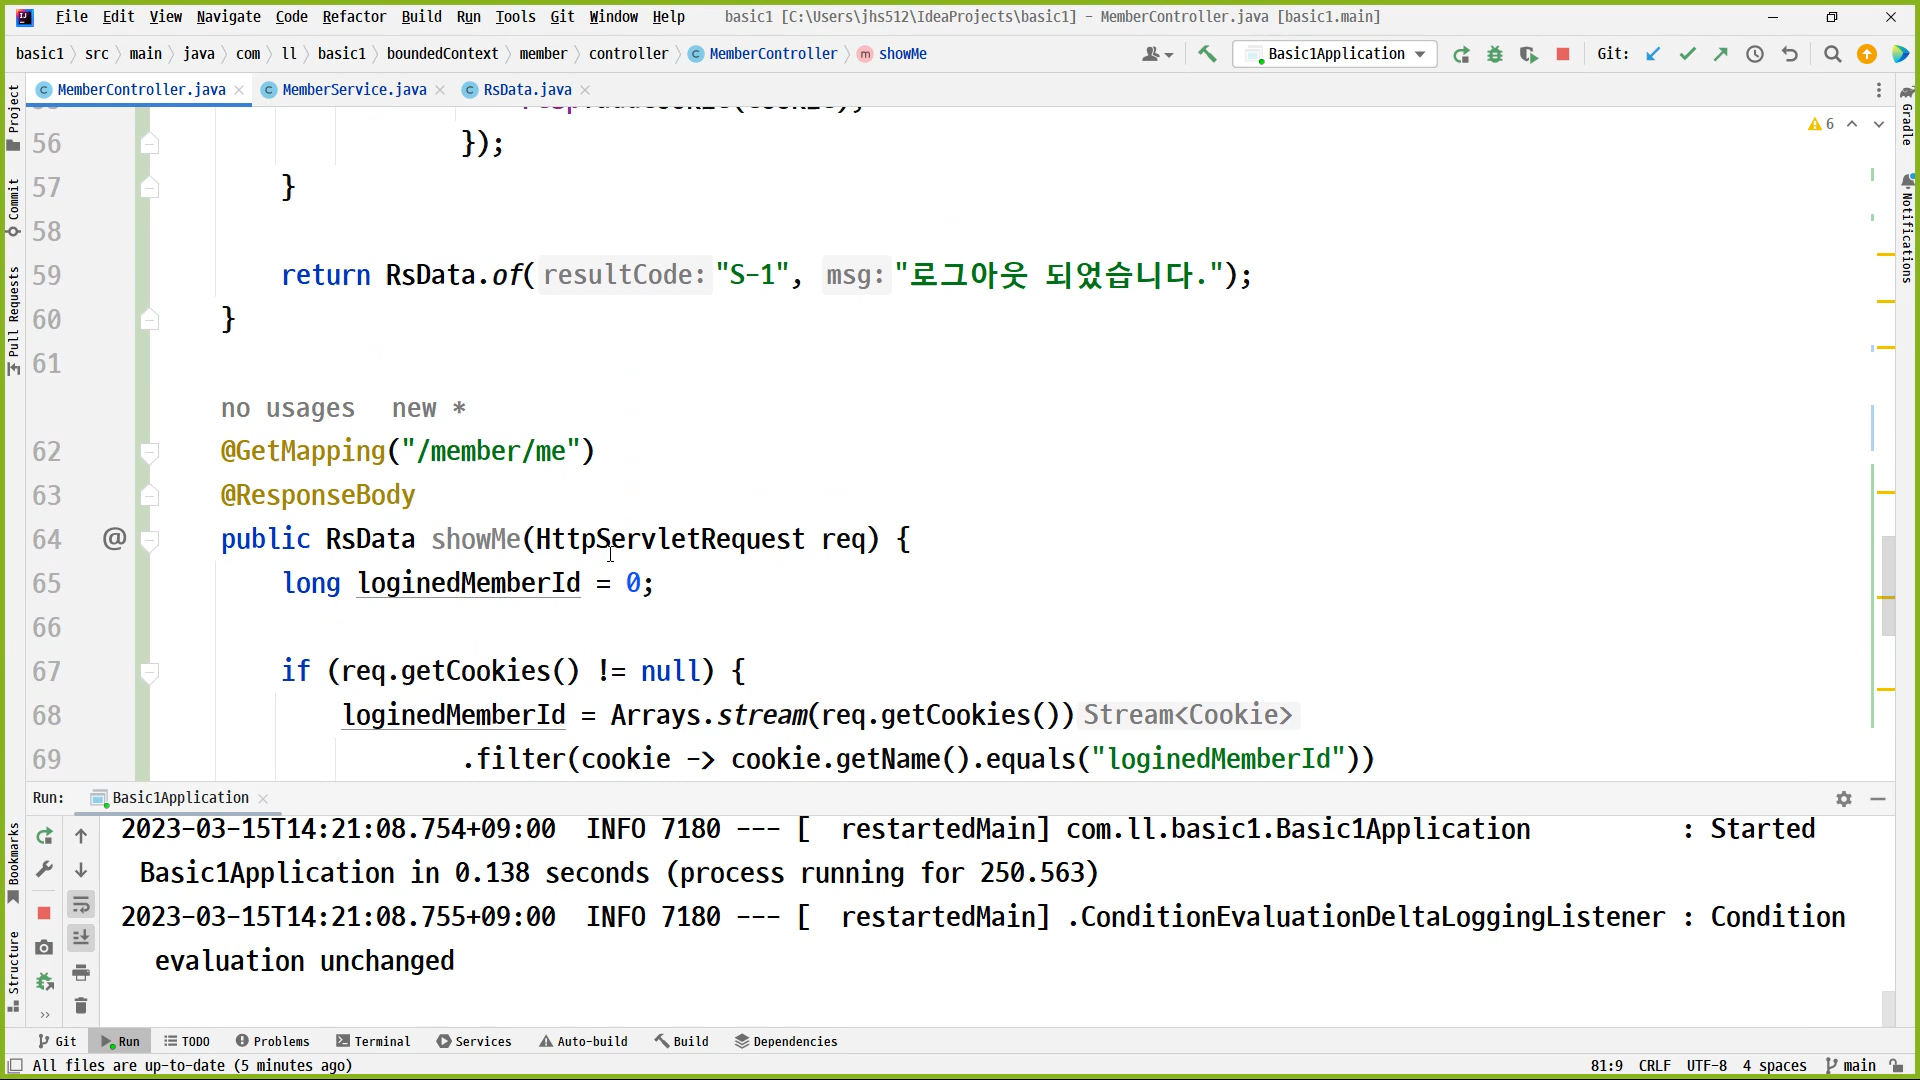 File Edit View Navigate Code Refactor Build Run Tools Git Window Help basic1 [C:\Users\jhs512\IdeaProjects\basic1] - MemberController.java [basic1.main]
basic1 src main java com ll basic1 boundedContext member controller MemberController showMe Basic1Application Git:
MemberController.java MemberService.java RsData.java
6
56 });
57 }
58
59 return RsData.of( resultCode: "S-1", msg: "로그아웃 되었습니다.");
60 }
61
no usages new *
62 @GetMapping("/member/me")
63 @ResponseBody
64 @ public RsData showMe(HttpServletRequest req) {
65 long loginedMemberId = 0;
66
67 if (req.getCookies() != null) {
68 loginedMemberId = Arrays.stream(req.getCookies()) Stream<Cookie>
69 .filter(cookie -> cookie.getName().equals("loginedMemberId"))
Run: Basic1Application
2023-03-15T14:21:08.754+09:00 INFO 7180 --- [ restartedMain] com.ll.basic1.Basic1Application : Started
Basic1Application in 0.138 seconds (process running for 250.563)
2023-03-15T14:21:08.755+09:00 INFO 7180 --- [ restartedMain] .ConditionEvaluationDeltaLoggingListener : Condition
evaluation unchanged
Git Run TODO Problems Terminal Services Auto-build Build Dependencies
All files are up-to-date (5 minutes ago) 81:9 CRLF UTF-8 4 spaces main
Project
Commit
Pull Requests
Bookmarks
Structure
Gradle
Notifications